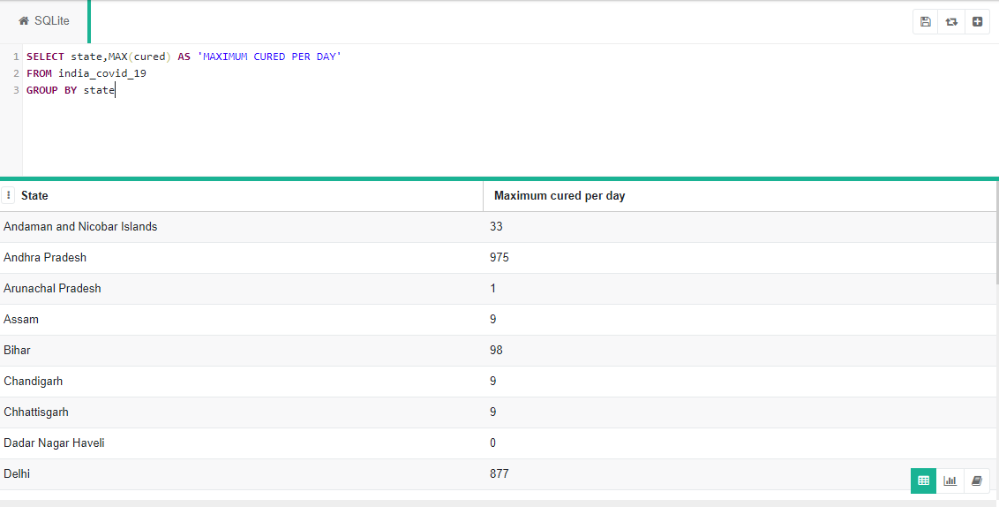 SQLite
1 SELECT state,MAX(cured) AS 'MAXIMUM CURED PER DAY'
2 FROM india_covid_19
3 GROUP BY state
State Maximum cured per day
Andaman and Nicobar Islands 33
Andhra Pradesh 975
Arunachal Pradesh 1
Assam 9
Bihar 98
Chandigarh 9
Chhattisgarh 9
Dadar Nagar Haveli 0
Delhi 877